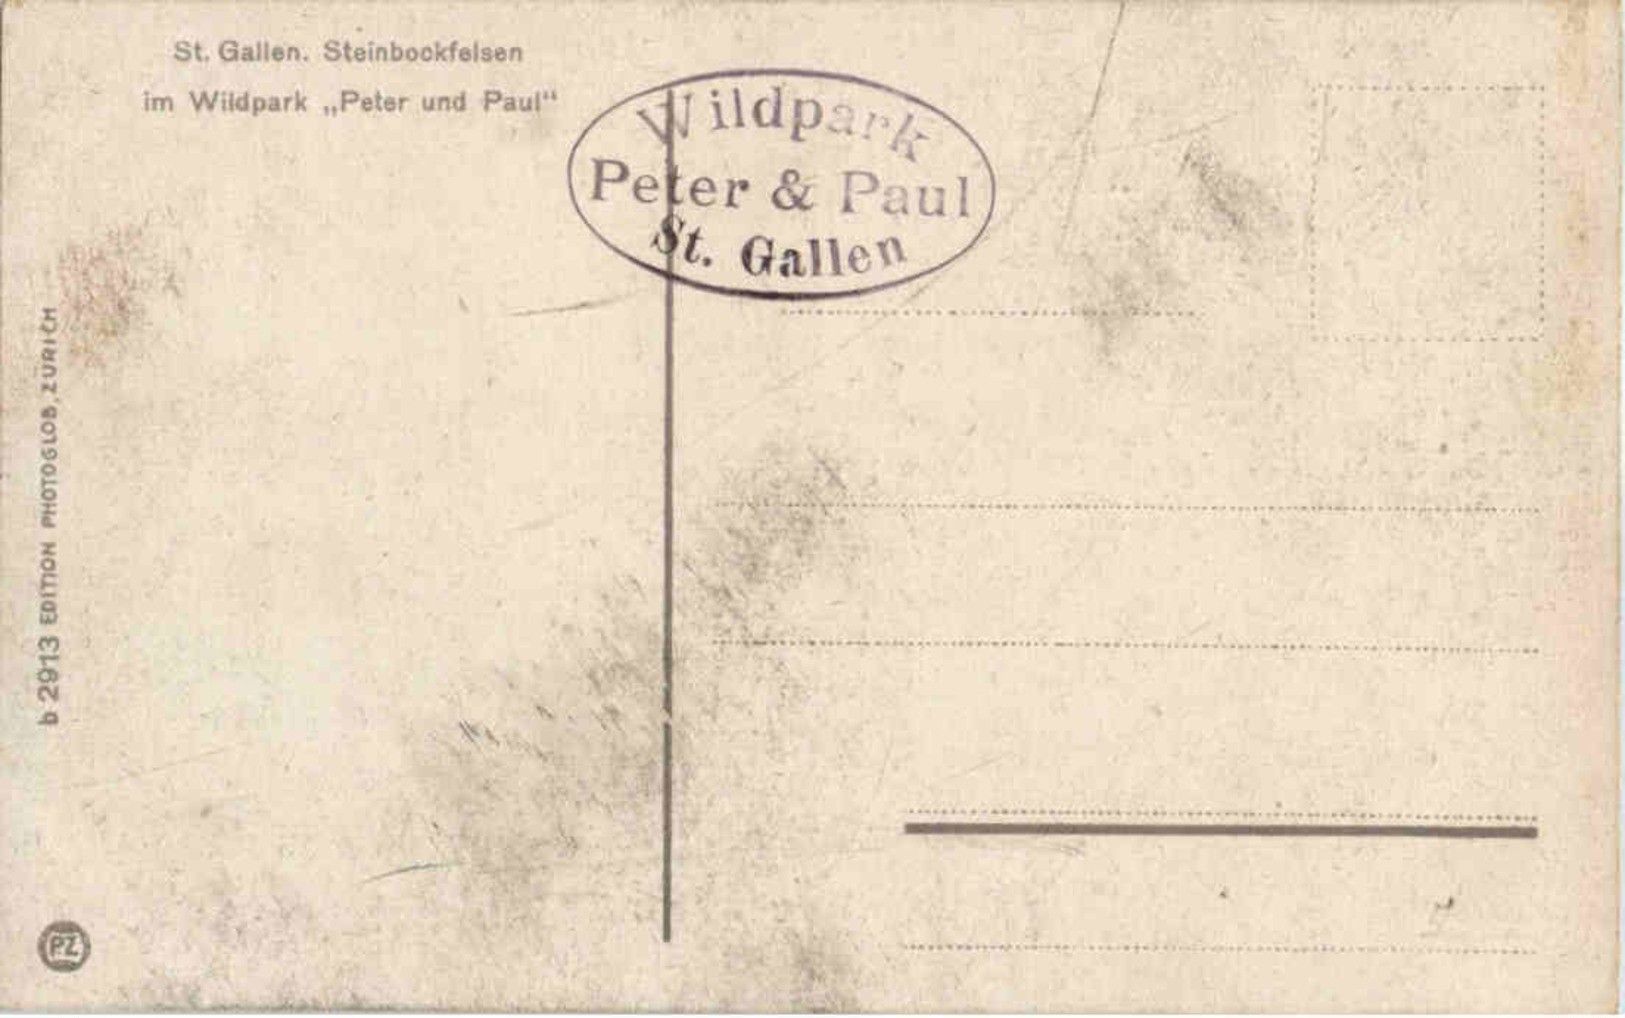 St. Gallen. Steinbockfelsen
im Wildpark „Peter und Paul“
Wildpark
Peter & Paul
St. Gallen
b 2913 EDITION PHOTOGLOB, ZÜRICH
PZ